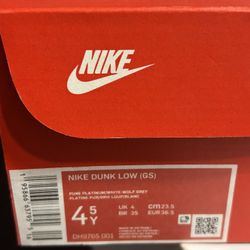 NIKE
NIKE DUNK LOW (GS)
PURE PLATINUM/WHITE-WOLF GREY
PLATINE PUR/GRIS LOUP/BLANC
4.5 Y
UK 4
BR 35
cm 23.5
EUR 36.5
DH9765 001